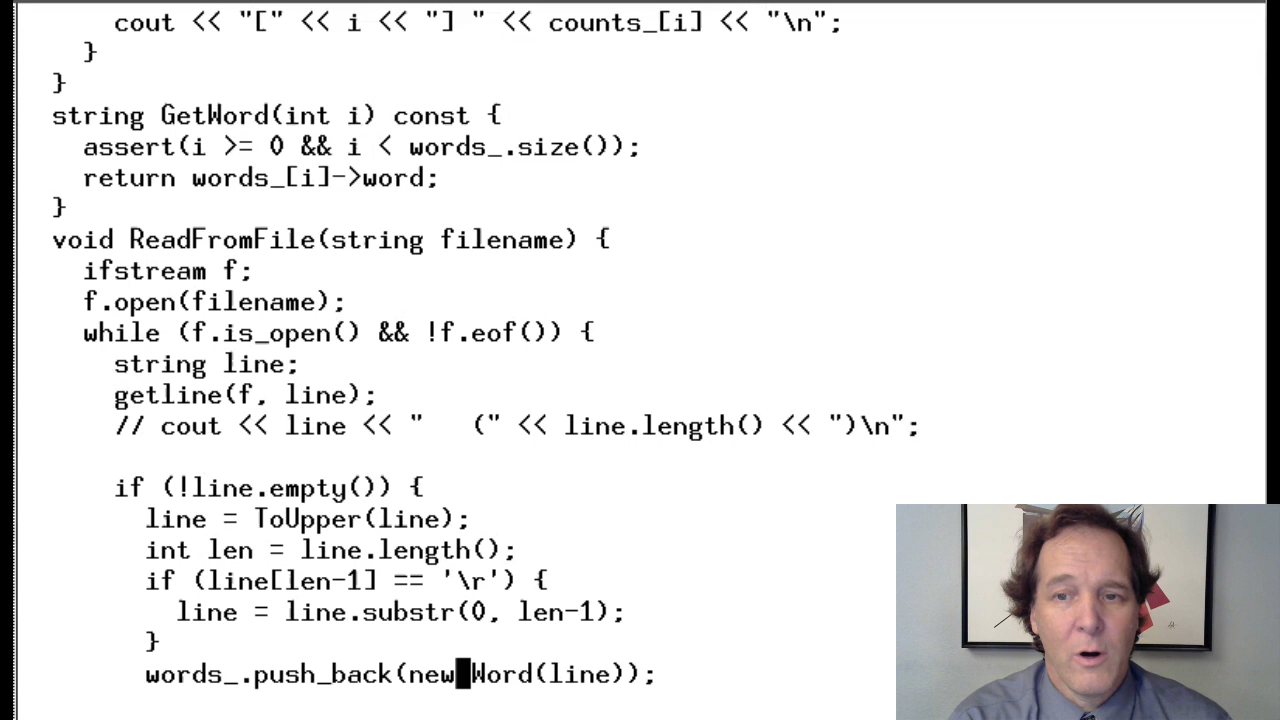 cout << "[" << i << "] " << counts_[i] << "\n";
}
}
string GetWord(int i) const {
assert(i >= 0 && i < words_.size());
return words_[i]->word;
}
void ReadFromFile(string filename) {
ifstream f;
f.open(filename);
while (f.is_open() && !f.eof()) {
string line;
getline(f, line);
// cout << line << "   (" << line.length() << ")\n";
if (!line.empty()) {
line = ToUpper(line);
int len = line.length();
if (line[len-1] == '\r') {
line = line.substr(0, len-1);
}
words_.push_back(new Word(line));